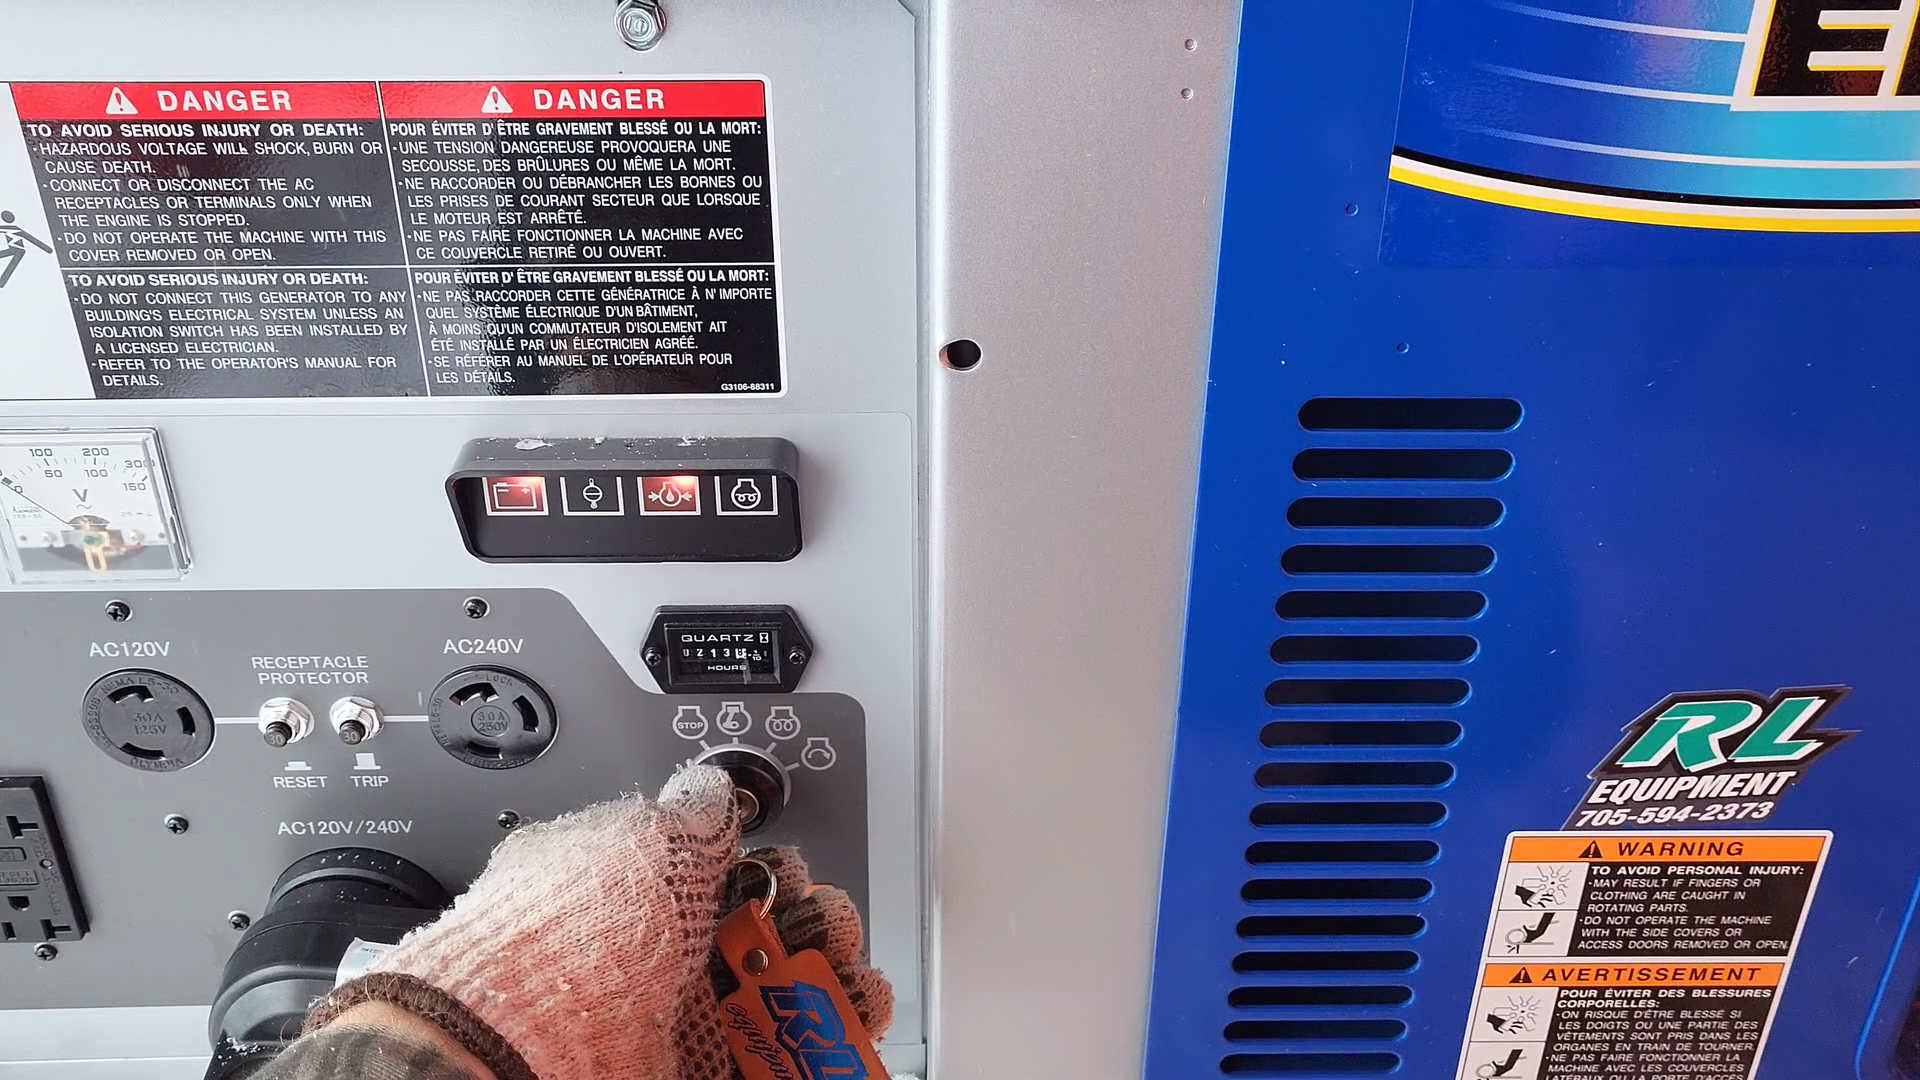 DANGER
TO AVOID SERIOUS INJURY OR DEATH:
·HAZARDOUS VOLTAGE WILL SHOCK, BURN OR
CAUSE DEATH.
·CONNECT OR DISCONNECT THE AC
RECEPTACLES OR TERMINALS ONLY WHEN
THE ENGINE IS STOPPED.
·DO NOT OPERATE THE MACHINE WITH THIS
COVER REMOVED OR OPEN.
TO AVOID SERIOUS INJURY OR DEATH:
·DO NOT CONNECT THIS GENERATOR TO ANY
BUILDING'S ELECTRICAL SYSTEM UNLESS AN
ISOLATION SWITCH HAS BEEN INSTALLED BY
A LICENSED ELECTRICIAN.
·REFER TO THE OPERATOR'S MANUAL FOR
DETAILS.
DANGER
POUR ÉVITER D'ÊTRE GRAVEMENT BLESSÉ OU LA MORT:
·UNE TENSION DANGEREUSE PROVOQUERA UNE
SECOUSSE, DES BRÛLURES OU MÊME LA MORT.
·NE RACCORDER OU DÉBRANCHER LES BORNES OU
LES PRISES DE COURANT SECTEUR QUE LORSQUE
LE MOTEUR EST ARRÊTÉ.
·NE PAS FAIRE FONCTIONNER LA MACHINE AVEC
CE COUVERCLE RETIRÉ OU OUVERT.
POUR ÉVITER D'ÊTRE GRAVEMENT BLESSÉ OU LA MORT:
·NE PAS RACCORDER CETTE GÉNÉRATRICE À N'IMPORTE
QUEL SYSTÈME ÉLECTRIQUE D'UN BÂTIMENT,
À MOINS QU'UN COMMUTATEUR D'ISOLEMENT AIT
ÉTÉ INSTALLÉ PAR UN ÉLECTRICIEN AGRÉÉ.
·SE RÉFÉRER AU MANUEL DE L'OPÉRATEUR POUR
LES DÉTAILS.
G3106-88311
100 200 300
0 50 100 150
V
QUARTZ
HOURS
AC120V
30A
125V
RECEPTACLE
PROTECTOR
30 30
RESET TRIP
AC240V
LOCK
30A
250V
STOP
AC120V/240V
RL
EQUIPMENT
705-594-2373
WARNING
TO AVOID PERSONAL INJURY:
·MAY RESULT IF FINGERS OR
CLOTHING ARE CAUGHT IN
ROTATING PARTS.
·DO NOT OPERATE THE MACHINE
WITH THE SIDE COVERS OR
ACCESS DOORS REMOVED OR OPEN.
AVERTISSEMENT
POUR ÉVITER DES BLESSURES
CORPORELLES:
·ON RISQUE D'ÊTRE BLESSÉ SI
LES DOIGTS OU UNE PARTIE DES
VÊTEMENTS SONT PRIS DANS LES
ORGANES EN TRAIN DE TOURNER.
·NE PAS FAIRE FONCTIONNER LA
MACHINE AVEC LES COUVERCLES
LATÉRAUX OU LA PORTE D'ACCÈS
RL